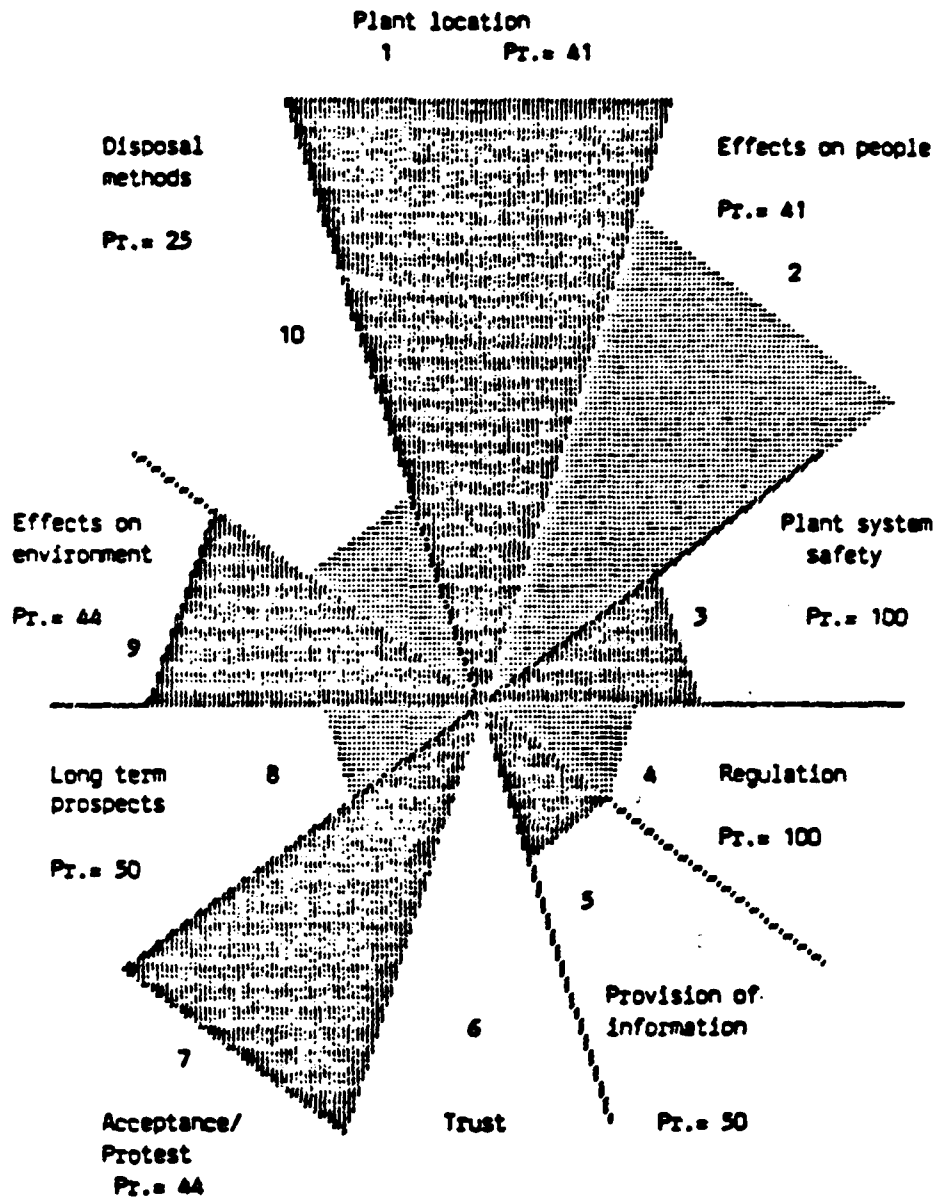 Plant location
1 Pr.= 41
Disposal
methods
Pr.= 25
10
Effects on people
Pr.= 41
2
Effects on
environment
Pr.= 44
9
Plant system
safety
Pr.= 100
3
Long term
prospects
Pr.= 50
8
4
Regulation
Pr.= 100
5
Provision of
information
Pr.= 50
6
Trust
7
Acceptance/
Protest
Pr.= 44